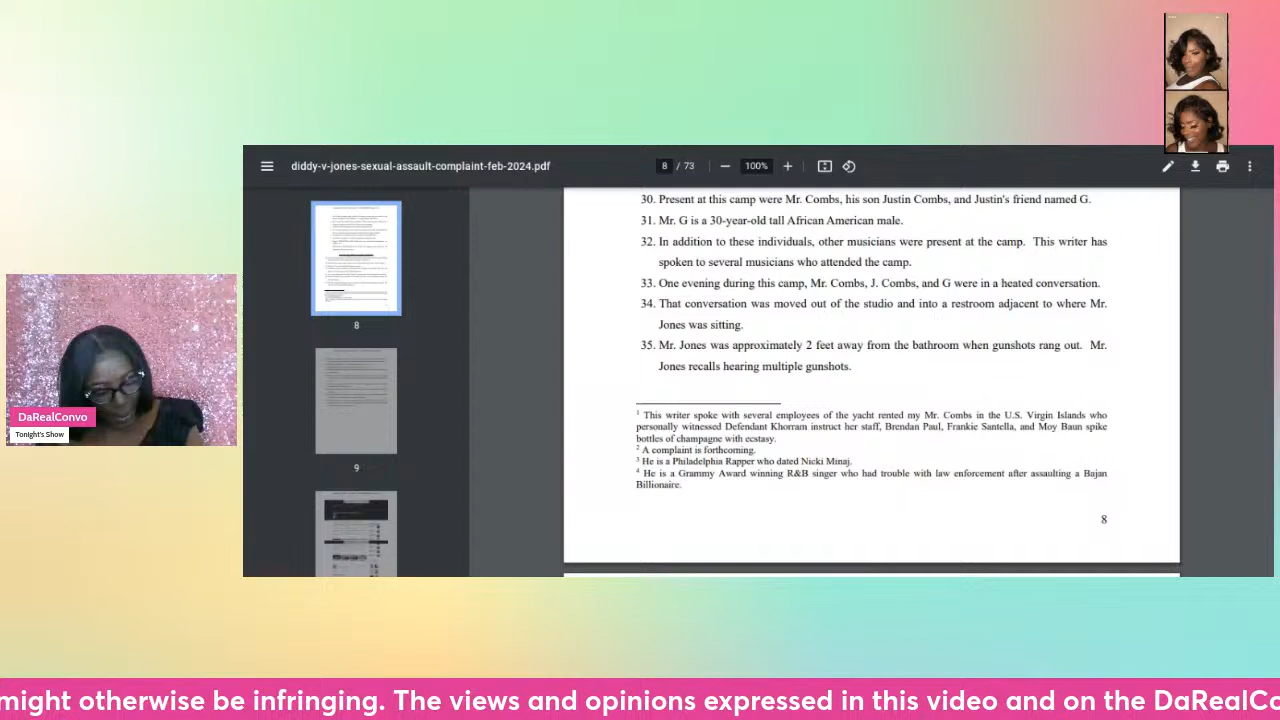 diddy-v-jones-sexual-assault-complaint-feb-2024.pdf
8 / 73
100%
30. Present at this camp were Mr. Combs, his son Justin Combs, and Justin's friend named G.
31. Mr. G is a 30-year-old tall African American male.
32. In addition to these individuals, other musicians were present at the camp. This writer has
spoken to several musicians who attended the camp.
33. One evening during this camp, Mr. Combs, J. Combs, and G were in a heated conversation.
34. That conversation was moved out of the studio and into a restroom adjacent to where Mr.
Jones was sitting.
35. Mr. Jones was approximately 2 feet away from the bathroom when gunshots rang out. Mr.
Jones recalls hearing multiple gunshots.
1 This writer spoke with several employees of the yacht rented my Mr. Combs in the U.S. Virgin Islands who
personally witnessed Defendant Khorram instruct her staff, Brendan Paul, Frankie Santella, and Moy Baun spike
bottles of champagne with ecstasy.
2 A complaint is forthcoming.
3 He is a Philadelphia Rapper who dated Nicki Minaj.
4 He is a Grammy Award winning R&B singer who had trouble with law enforcement after assaulting a Bajan
Billionaire.
8
8
9
DaRealConvo
Tonight's Show
might otherwise be infringing. The views and opinions expressed in this video and on the DaRealCo